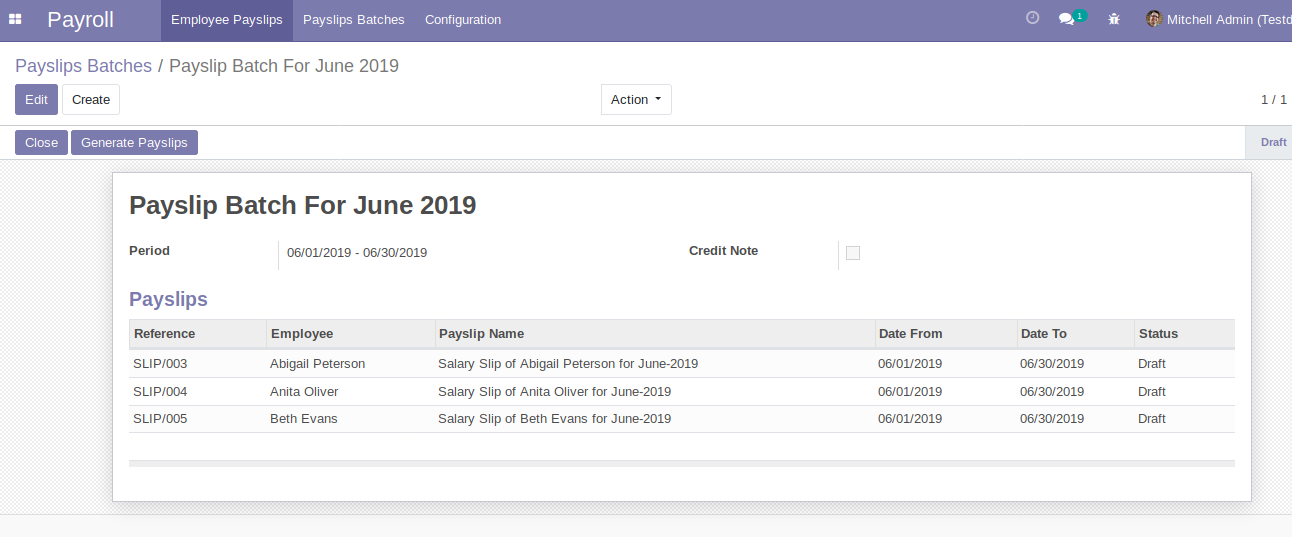 Payroll Employee Payslips Payslips Batches Configuration 1 Mitchell Admin (Testd
Payslips Batches / Payslip Batch For June 2019
Edit Create Action 1 / 1
Close Generate Payslips Draft
Payslip Batch For June 2019
Period 06/01/2019 - 06/30/2019 Credit Note
Payslips
Reference Employee Payslip Name Date From Date To Status
SLIP/003 Abigail Peterson Salary Slip of Abigail Peterson for June-2019 06/01/2019 06/30/2019 Draft
SLIP/004 Anita Oliver Salary Slip of Anita Oliver for June-2019 06/01/2019 06/30/2019 Draft
SLIP/005 Beth Evans Salary Slip of Beth Evans for June-2019 06/01/2019 06/30/2019 Draft